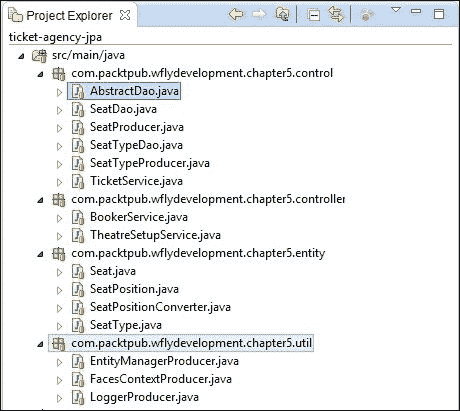 Project Explorer
ticket-agency-jpa
src/main/java
com.packtpub.wflydevelopment.chapter5.control
AbstractDao.java
SeatDao.java
SeatProducer.java
SeatTypeDao.java
SeatTypeProducer.java
TicketService.java
com.packtpub.wflydevelopment.chapter5.controller
BookerService.java
TheatreSetupService.java
com.packtpub.wflydevelopment.chapter5.entity
Seat.java
SeatPosition.java
SeatPositionConverter.java
SeatType.java
com.packtpub.wflydevelopment.chapter5.util
EntityManagerProducer.java
FacesContextProducer.java
LoggerProducer.java